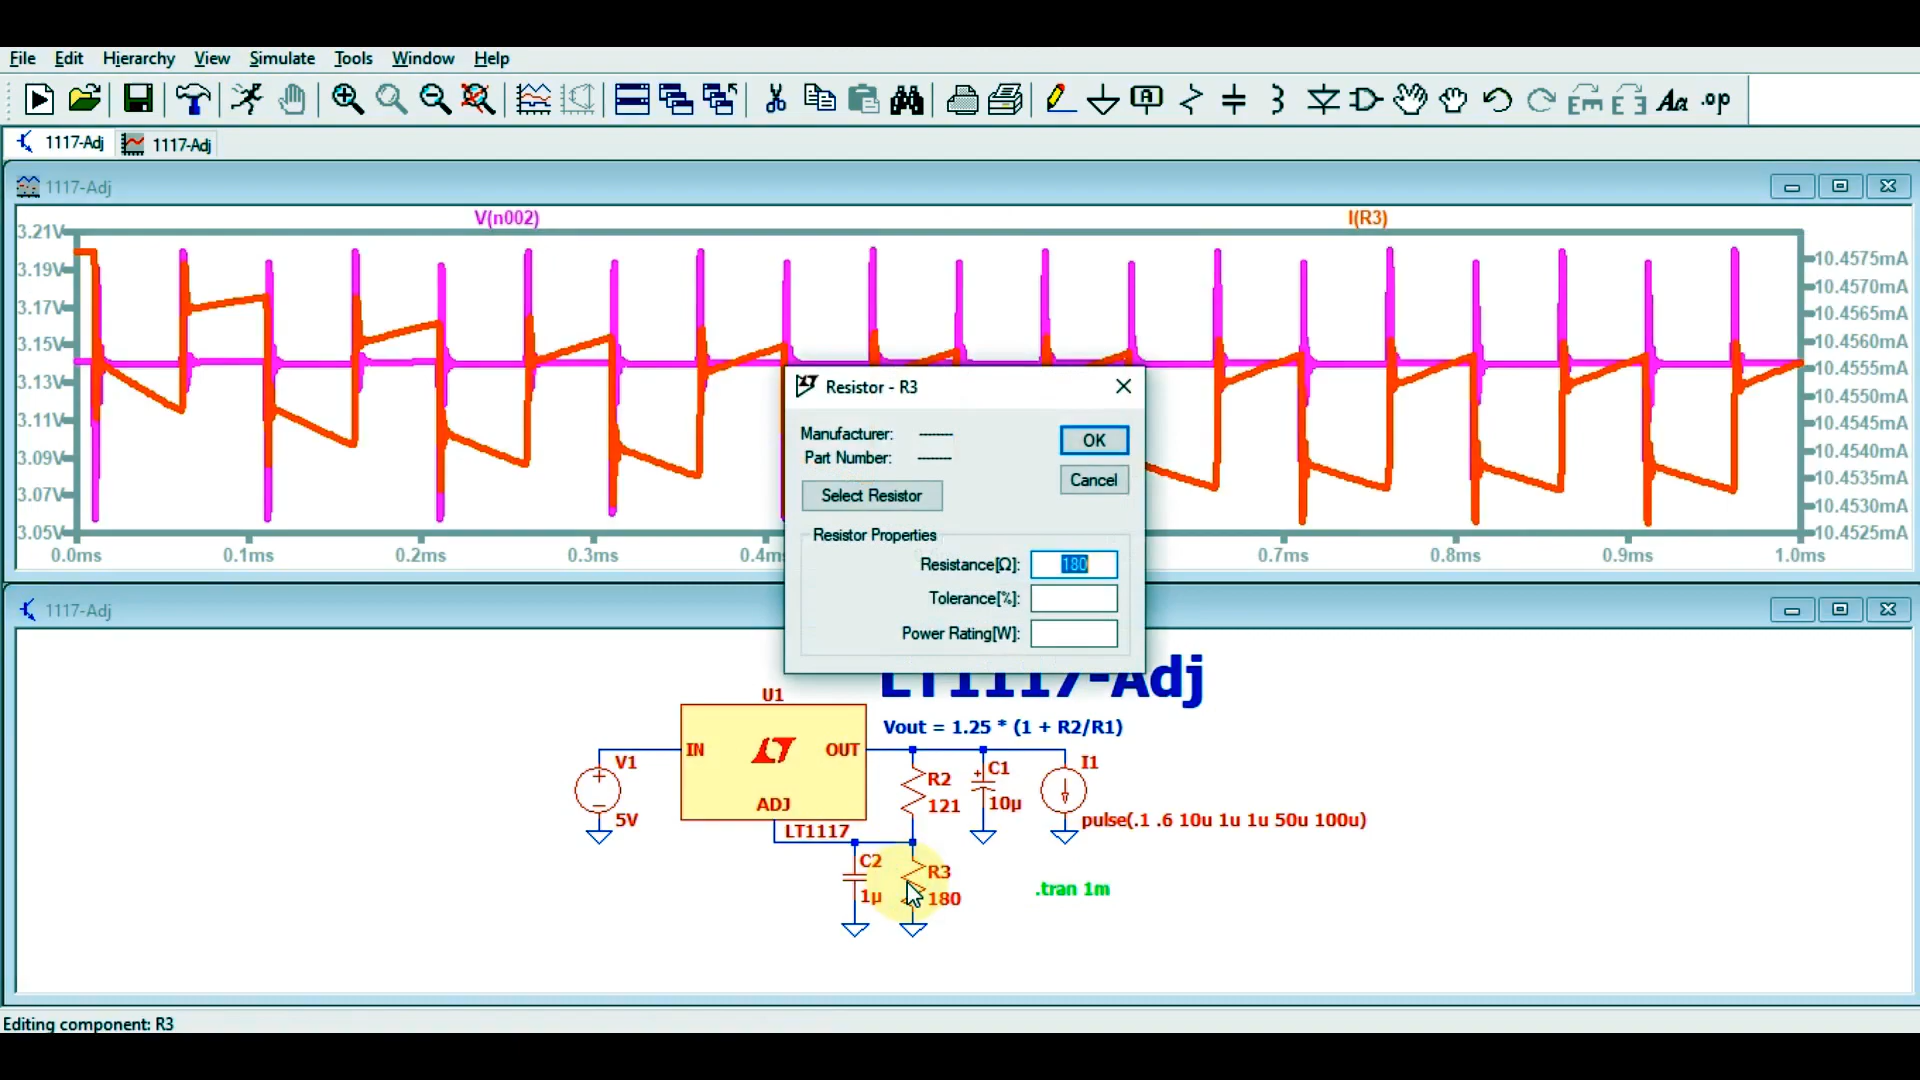 File Edit Hierarchy View Simulate Tools Window Help
A Aa .op
1117-Adj 1117-Adj
1117-Adj
V(n002) I(R3)
3.21V
3.19V
3.17V
3.15V
3.13V
3.11V
3.09V
3.07V
3.05V
10.4575mA
10.4570mA
10.4565mA
10.4560mA
10.4555mA
10.4550mA
10.4545mA
10.4540mA
10.4535mA
10.4530mA
10.4525mA
0.0ms 0.1ms 0.2ms 0.3ms 0.4m 0.7ms 0.8ms 0.9ms 1.0ms
Resistor - R3
Manufacturer: --------
Part Number: --------
OK
Cancel
Select Resistor
Resistor Properties
Resistance[Ω]: 180
Tolerance[%]:
Power Rating[W]:
1117-Adj
LT1117-Adj
Vout = 1.25 * (1 + R2/R1)
U1
IN OUT
ADJ
LT1117
V1
5V
R2
121
C1
10µ
I1
pulse(.1 .6 10u 1u 1u 50u 100u)
C2
1µ
R3
180
.tran 1m
Editing component: R3